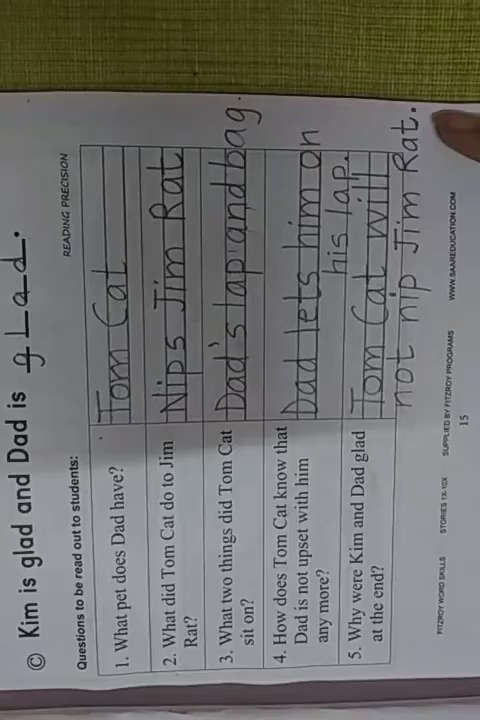 © Kim is glad and Dad is glad.
READING PRECISION
Questions to be read out to students:
1. What pet does Dad have?
Tom Cat
2. What did Tom Cat do to Jim
Rat?
Nips Jim Rat
3. What two things did Tom Cat
sit on?
Dad's lap and bag.
4. How does Tom Cat know that
Dad is not upset with him
any more?
Dad lets him on
his lap.
5. Why were Kim and Dad glad
at the end?
Tom Cat will
not nip Jim Rat.
FITZROY WORD SKILLS STORIES 1X-10X SUPPLIED BY FITZROY PROGRAMS WWW.SAAREDUCATION.COM
15